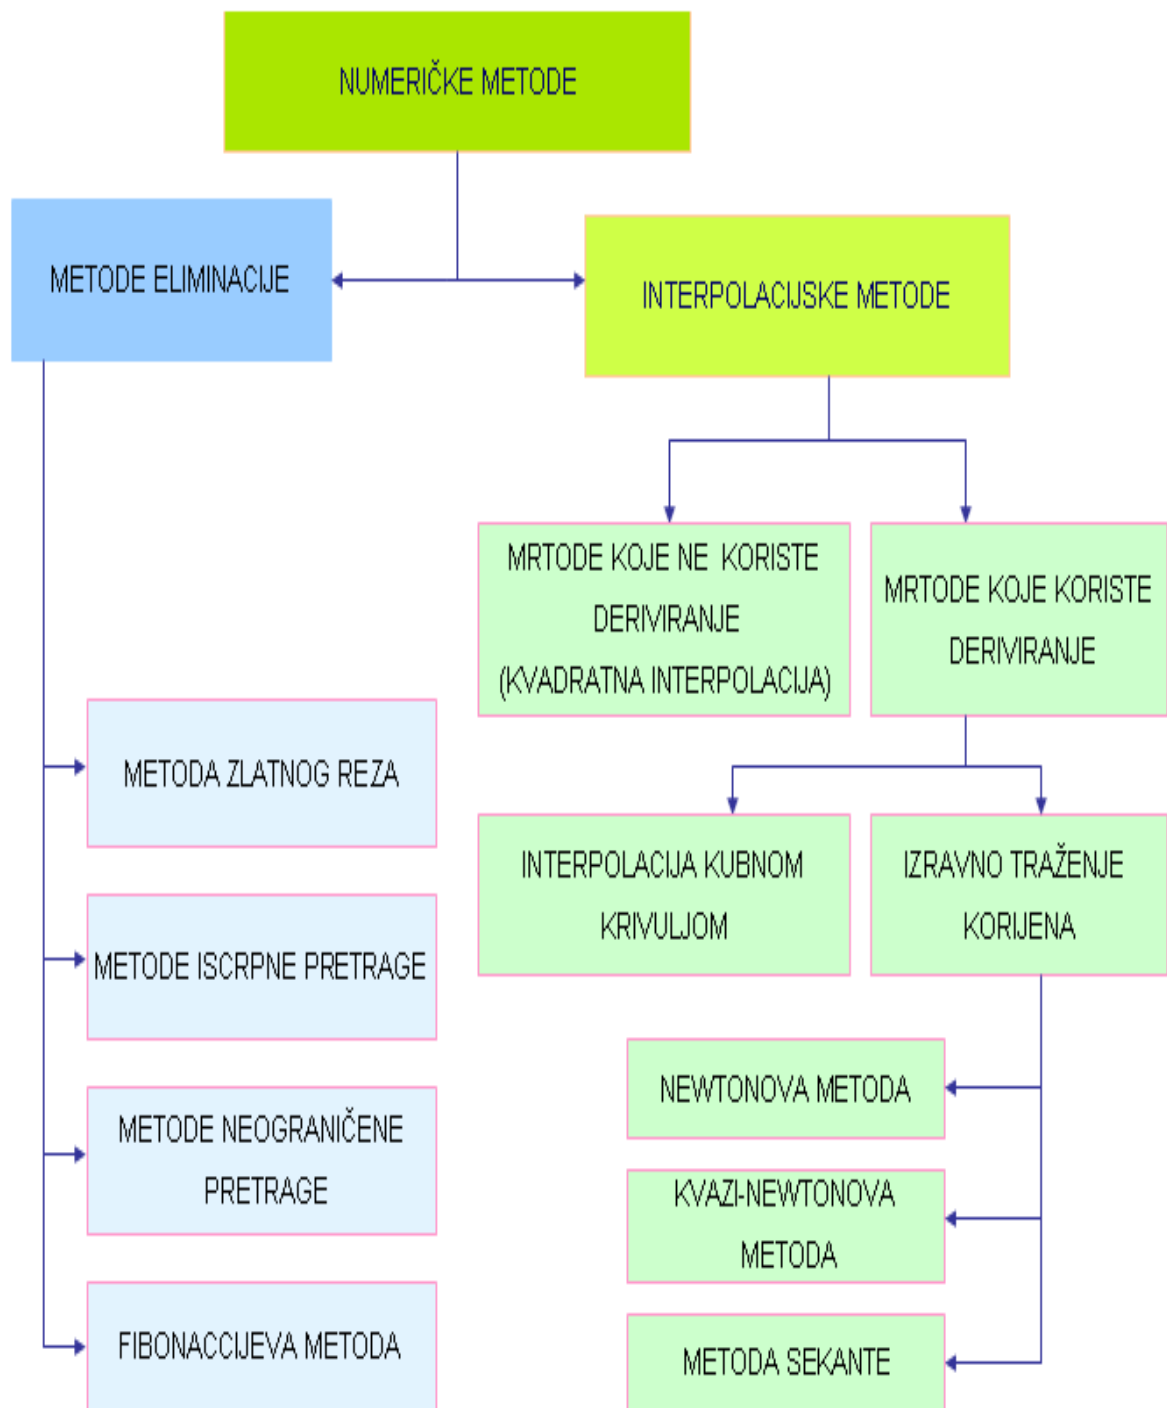 NUMERIČKE METODE
METODE ELIMINACIJE
INTERPOLACIJSKE METODE
MRTODE KOJE NE KORISTE
DERIVIRANJE
(KVADRATNA INTERPOLACIJA)
MRTODE KOJE KORISTE
DERIVIRANJE
METODA ZLATNOG REZA
METODE ISCRPNE PRETRAGE
METODE NEOGRANIČENE
PRETRAGE
FIBONACCIJEVA METODA
INTERPOLACIJA KUBNOM
KRIVULJOM
IZRAVNO TRAŽENJE
KORIJENA
NEWTONOVA METODA
KVAZI-NEWTONOVA
METODA
METODA SEKANTE